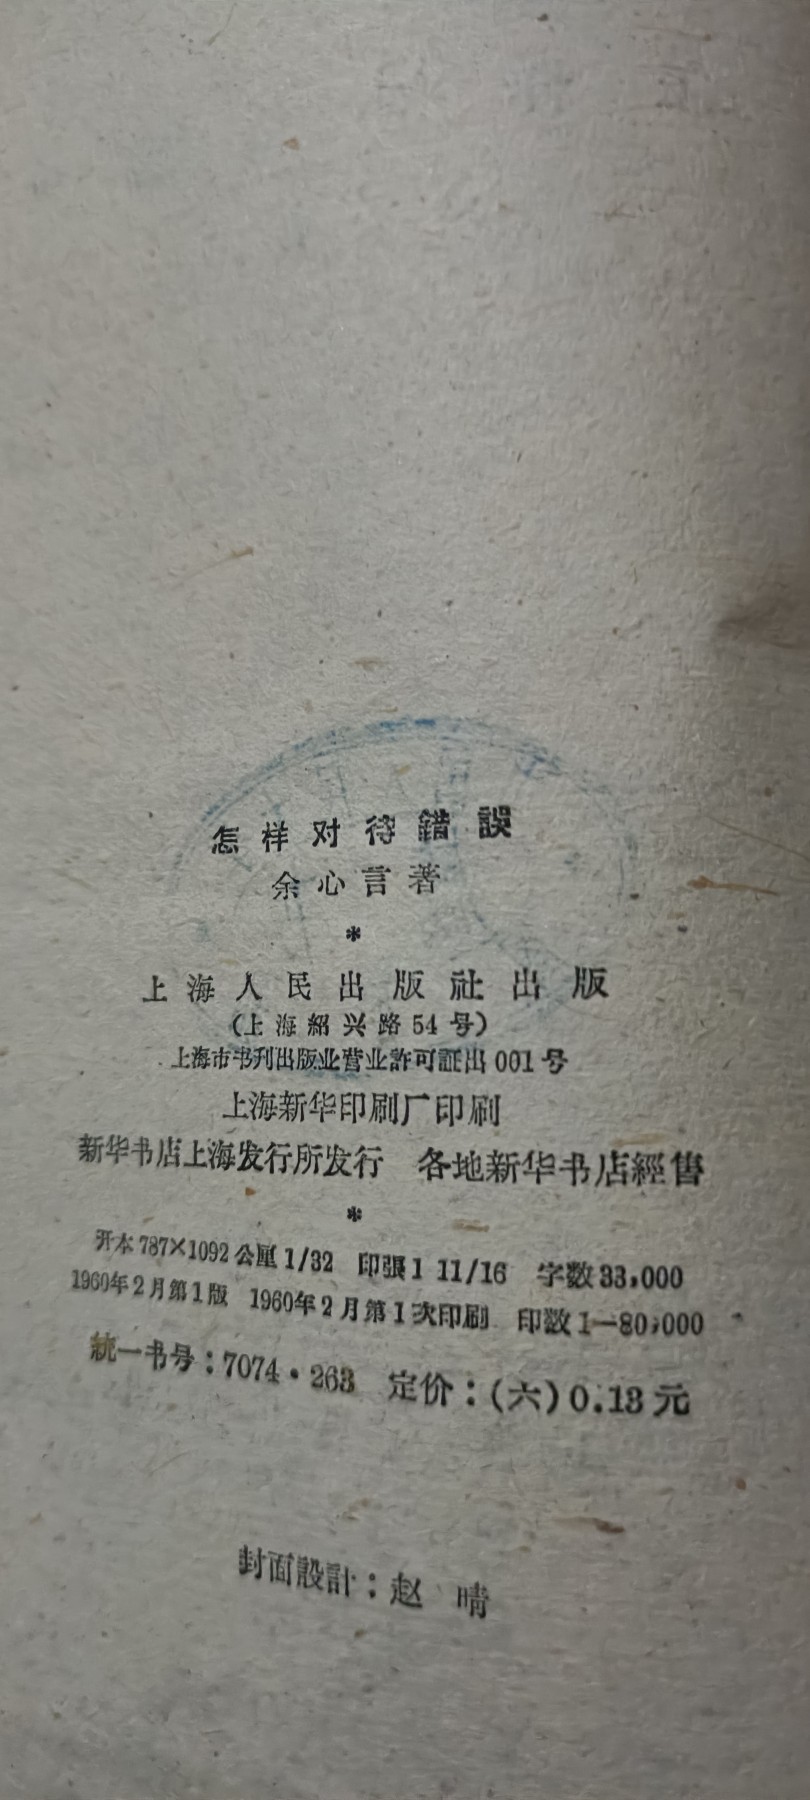 怎样对待錯誤
余心言著
*
上海人民出版社出版
（上海紹兴路54号）
上海市书刊出版业营业許可証出001号
上海新华印刷厂印刷
新华书店上海发行所发行 各地新华书店經售
*
开本787×1092公厘1/32 印張1 11/16 字数33,000
1960年2月第1版 1960年2月第1次印刷 印数1—80,000
統一书号：7074·263 定价：(六)0.13元
封面設計：赵 晴